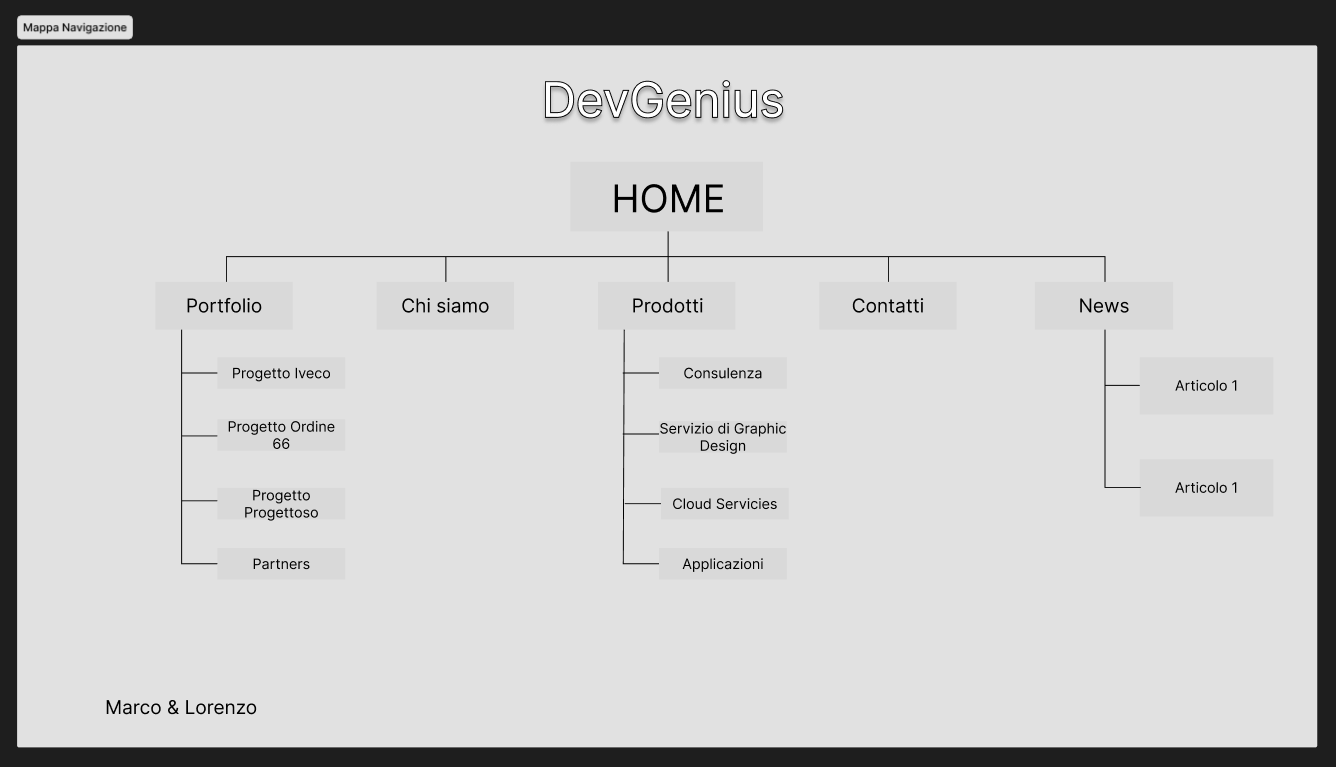 Mappa Navigazione
DevGenius
HOME
Portfolio
Chi siamo
Prodotti
Contatti
News
Progetto Iveco
Progetto Ordine
66
Progetto
Progettoso
Partners
Consulenza
Servizio di Graphic
Design
Cloud Servicies
Applicazioni
Articolo 1
Articolo 1
Marco & Lorenzo